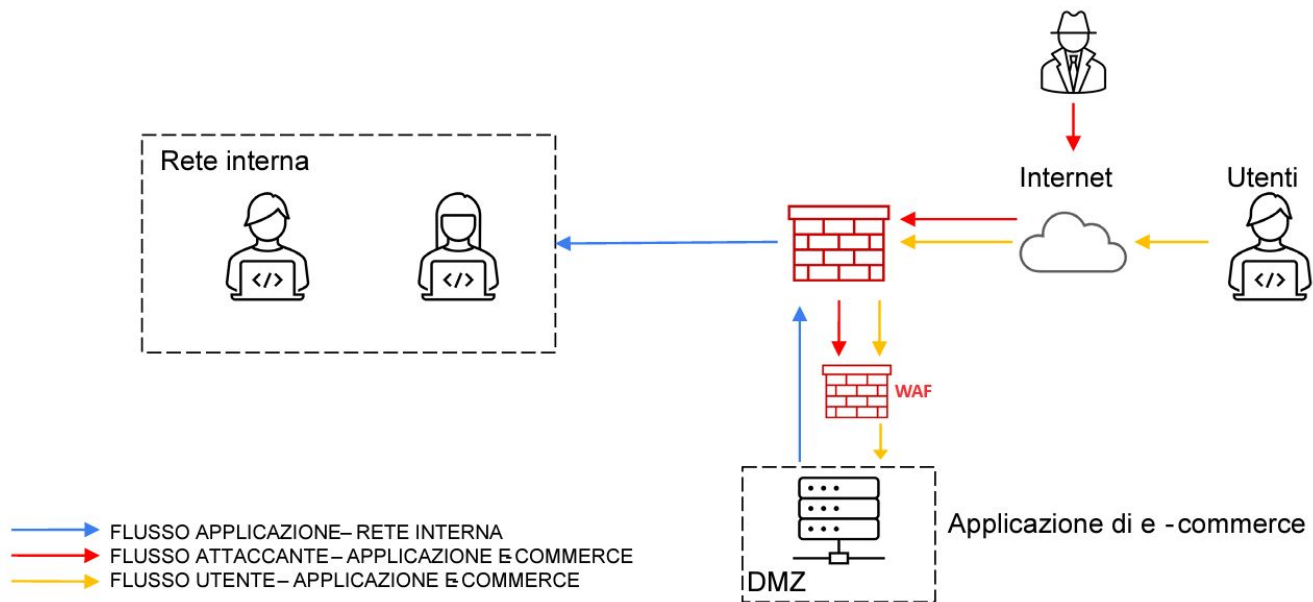 Rete interna
Internet
Utenti
</>
</>
</>
WAF
Applicazione di e -commerce
DMZ
FLUSSO APPLICAZIONE– RETE INTERNA
FLUSSO ATTACCANTE– APPLICAZIONE E-COMMERCE
FLUSSO UTENTE– APPLICAZIONE E-COMMERCE